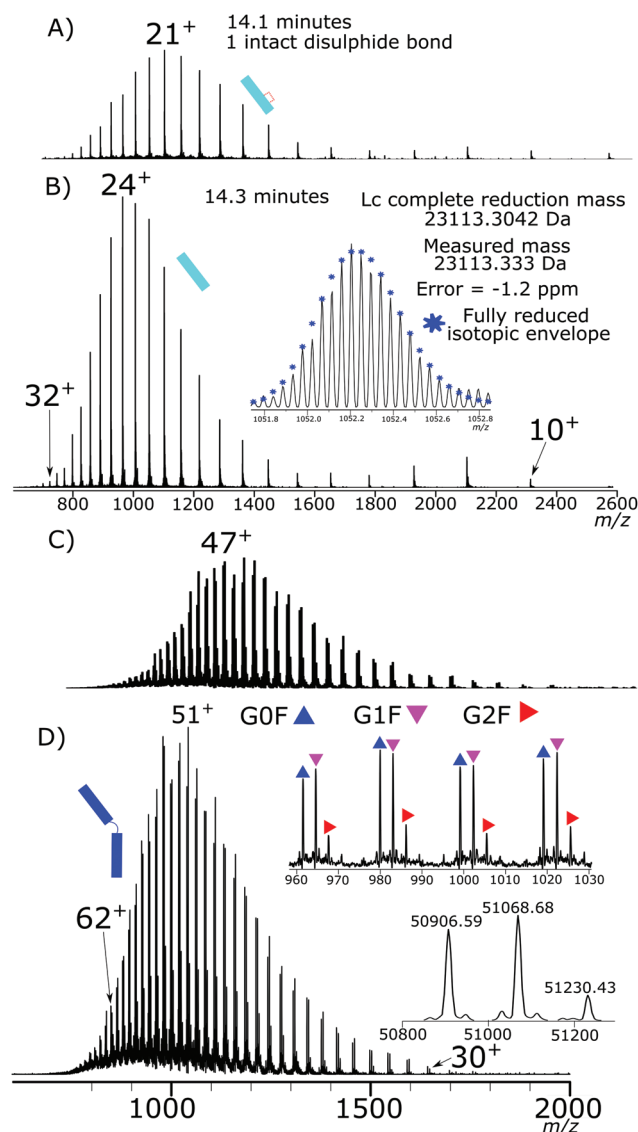 A)
14.1 minutes
1 intact disulphide bond
21+
B)
24+
14.3 minutes
Lc complete reduction mass
23113.3042 Da
Measured mass
23113.333 Da
Error = -1.2 ppm
Fully reduced
isotopic envelope
32+
10+
1051.8 1052.0 1052.2 1052.4 1052.6 1052.8
m/z
800 1000 1200 1400 1600 1800 2000 2200 2400 2600
m/z
C)
47+
D)
51+
G0F G1F G2F
62+
960 970 980 990 1000 1010 1020 1030
50906.59
51068.68
51230.43
50800 51000 51200
30+
1000 1500 2000
m/z